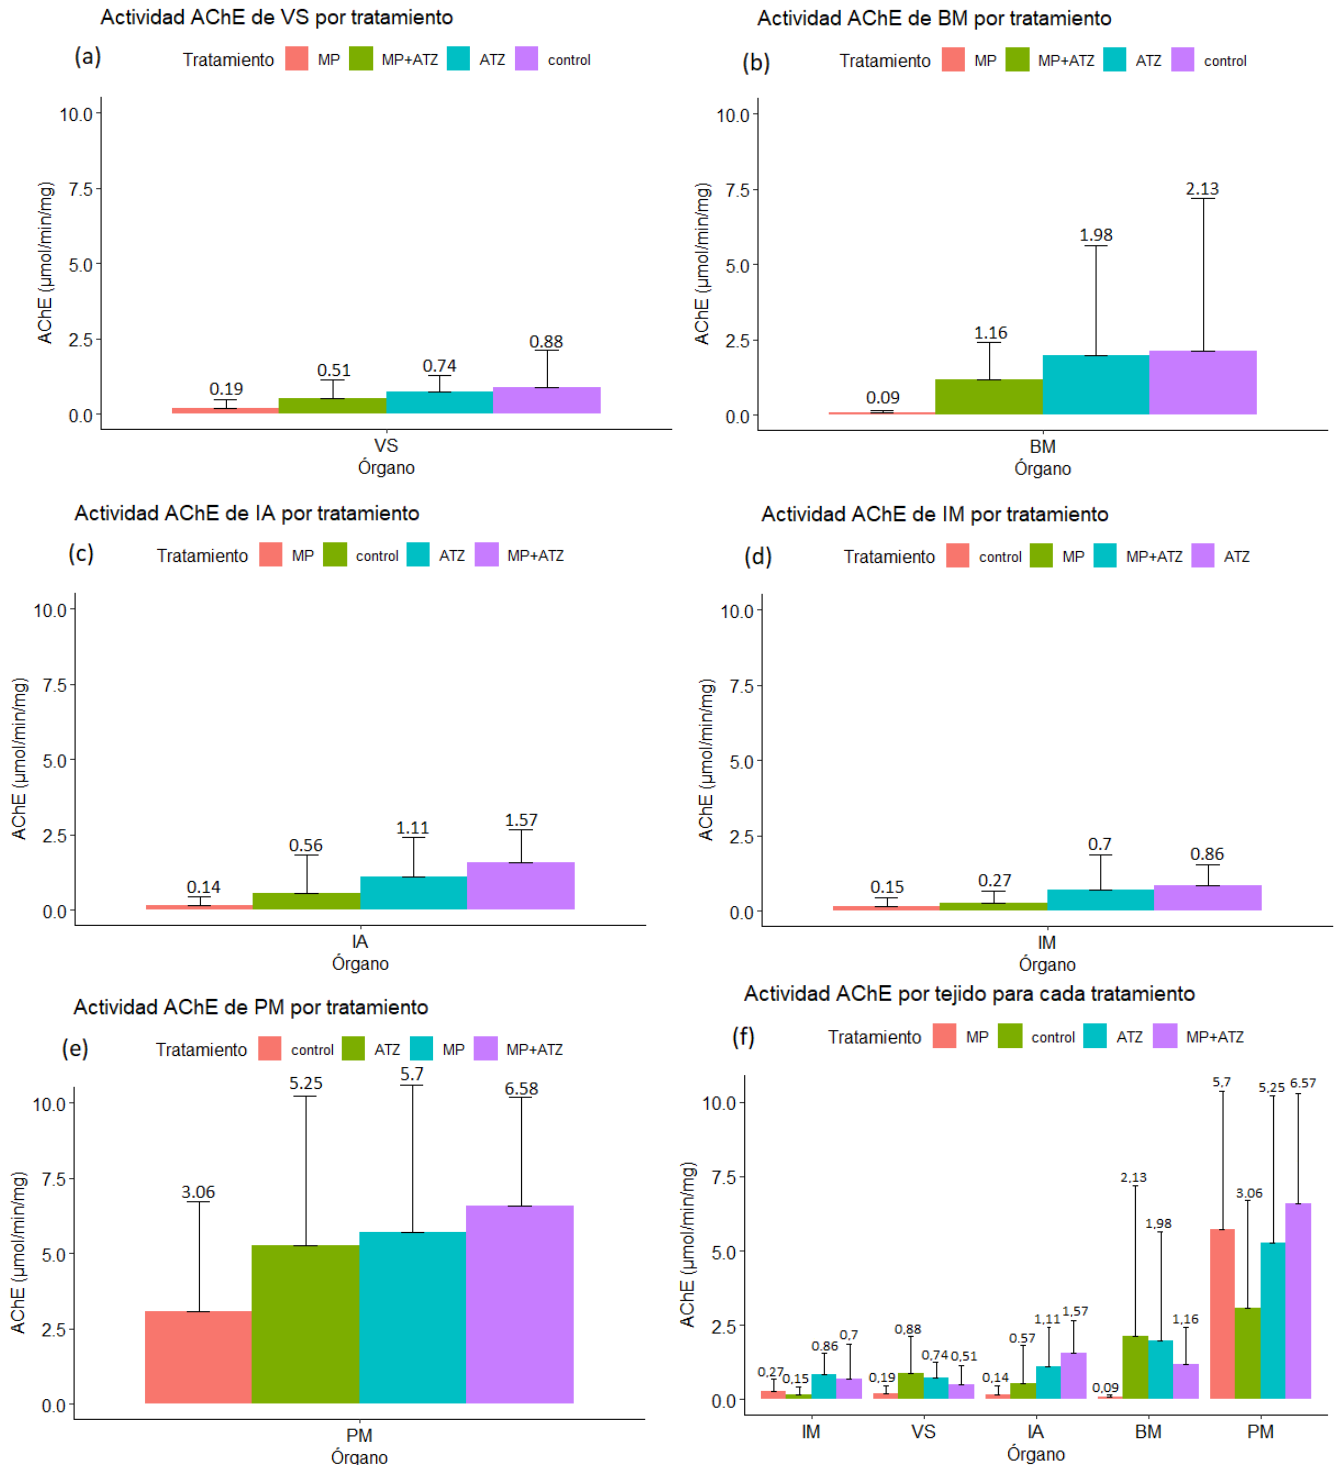 Actividad AChE de VS por tratamiento
(a)
Tratamiento MP MP+ATZ ATZ control
AChE (µmol/min/mg)
10.0
7.5
5.0
2.5
0.0
0.19
0.51
0.74
0.88
VS
Órgano
Actividad AChE de BM por tratamiento
(b)
Tratamiento MP MP+ATZ ATZ control
AChE (µmol/min/mg)
10.0
7.5
5.0
2.5
0.0
0.09
1.16
1.98
2.13
BM
Órgano
Actividad AChE de IA por tratamiento
(c)
Tratamiento MP control ATZ MP+ATZ
AChE (µmol/min/mg)
10.0
7.5
5.0
2.5
0.0
0.14
0.56
1.11
1.57
IA
Órgano
Actividad AChE de IM por tratamiento
(d)
Tratamiento control MP MP+ATZ ATZ
AChE (µmol/min/mg)
10.0
7.5
5.0
2.5
0.0
0.15
0.27
0.7
0.86
IM
Órgano
Actividad AChE de PM por tratamiento
(e)
Tratamiento control ATZ MP MP+ATZ
AChE (µmol/min/mg)
10.0
7.5
5.0
2.5
0.0
3.06
5.25
5.7
6.58
PM
Órgano
Actividad AChE por tejido para cada tratamiento
(f)
Tratamiento MP control ATZ MP+ATZ
AChE (µmol/min/mg)
10.0
7.5
5.0
2.5
0.0
0,27 0,15 0.86 0,7
0,19 0,88 0,74 0,51
0,14 0.57 1,11 1,57
0,09 2,13 1,98 1,16
5,7 3,06 5,25 6.57
IM VS IA BM PM
Órgano